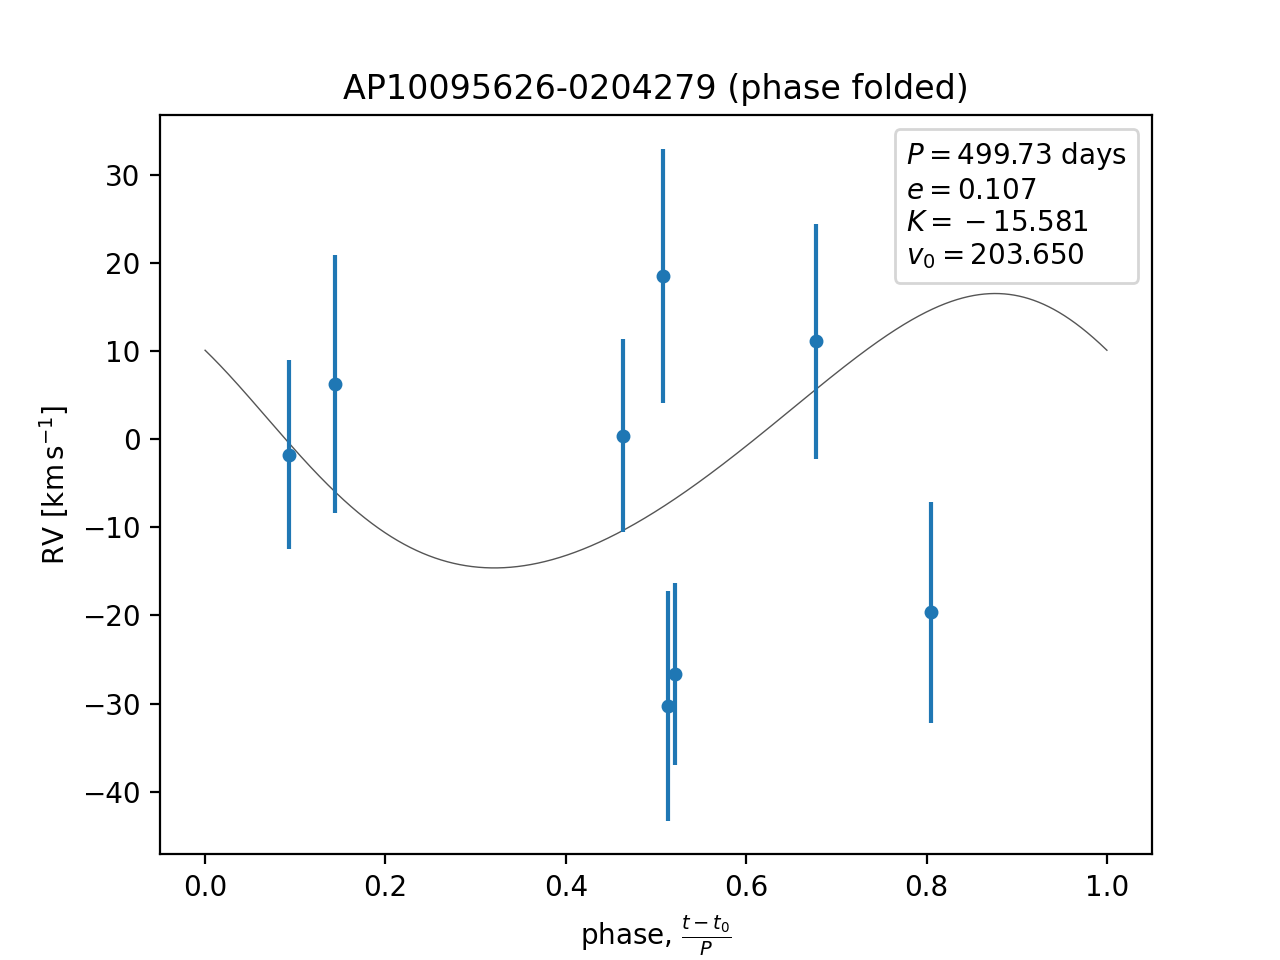 AP10095626-0204279 (phase folded)
P = 499.73 days
e = 0.107
K = −15.581
v₀ = 203.650
RV [km s⁻¹]
30
20
10
0
−10
−20
−30
−40
0.0 0.2 0.4 0.6 0.8 1.0
phase, (t − t₀)/P